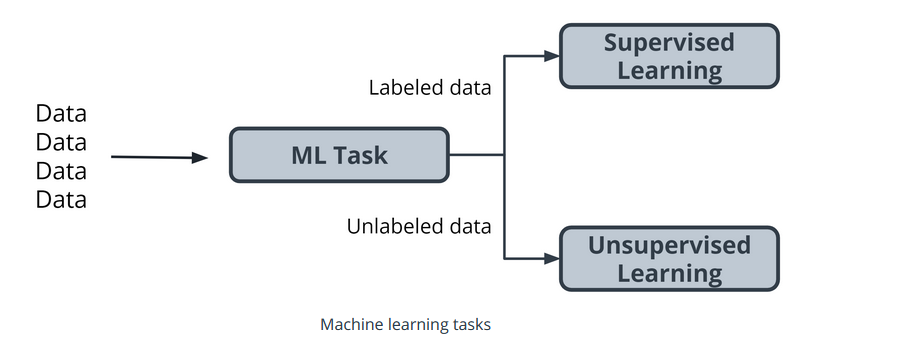 Data
Data
Data
Data
ML Task
Labeled data
Unlabeled data
Supervised
Learning
Unsupervised
Learning
Machine learning tasks